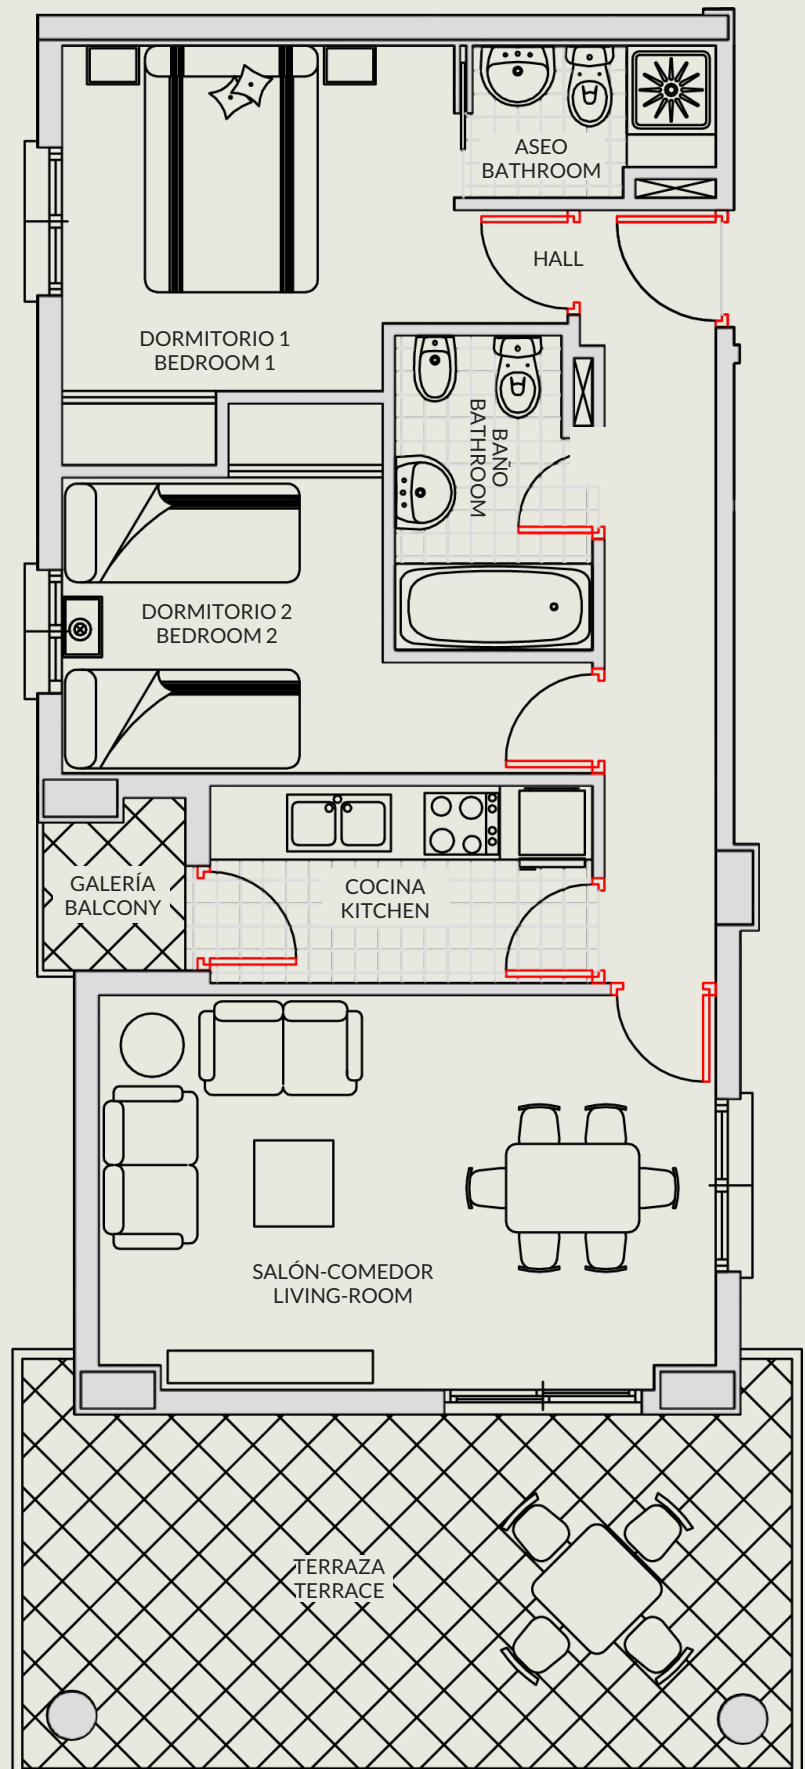 ASEO
BATHROOM
HALL
DORMITORIO 1
BEDROOM 1
BAÑO
BATHROOM
DORMITORIO 2
BEDROOM 2
GALERÍA
BALCONY
COCINA
KITCHEN
SALÓN-COMEDOR
LIVING-ROOM
TERRAZA
TERRACE